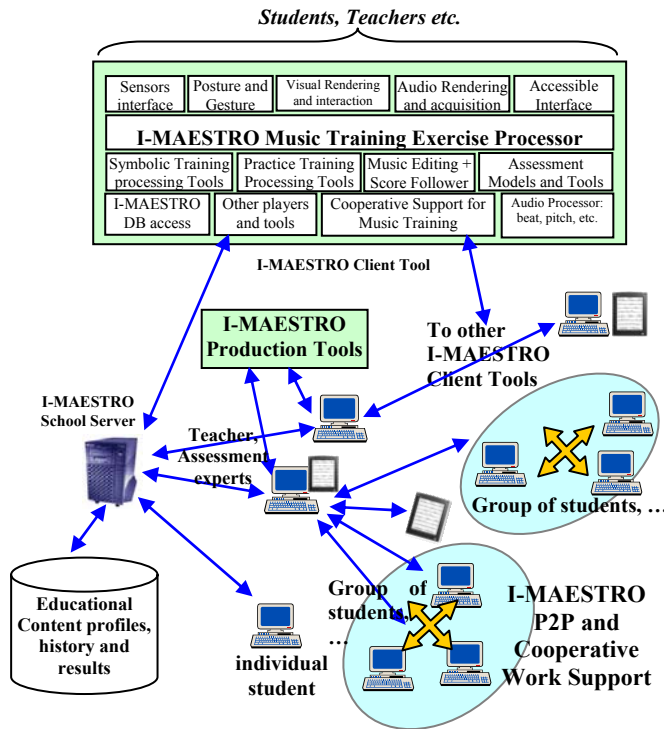 Students, Teachers etc.
Sensors
interface
Posture and
Gesture
Visual Rendering
and interaction
Audio Rendering
and acquisition
Accessible
Interface
I-MAESTRO Music Training Exercise Processor
Symbolic Training
processing Tools
Practice Training
Processing Tools
Music Editing +
Score Follower
Assessment
Models and Tools
I-MAESTRO
DB access
Other players
and tools
Cooperative Support for
Music Training
Audio Processor:
beat, pitch, etc.
I-MAESTRO Client Tool
I-MAESTRO
Production Tools
To other
I-MAESTRO
Client Tools
I-MAESTRO
School Server
Teacher,
Assessment
experts
Group of students, …
Educational
Content profiles,
history and
results
individual
student
Group of
students,
…
I-MAESTRO
P2P and
Cooperative
Work Support